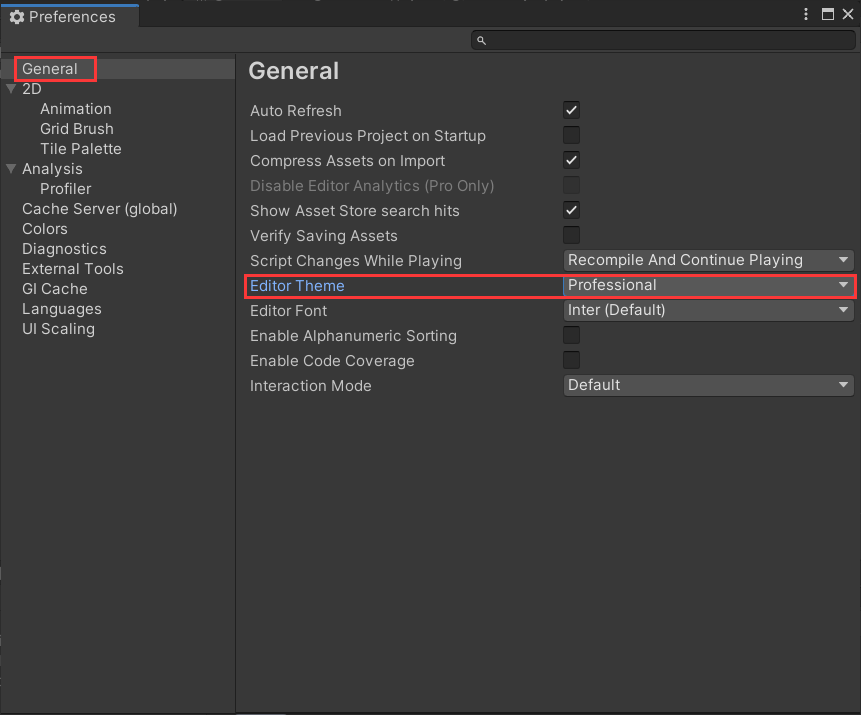 Preferences
General
2D
Animation
Grid Brush
Tile Palette
Analysis
Profiler
Cache Server (global)
Colors
Diagnostics
External Tools
GI Cache
Languages
UI Scaling
General
Auto Refresh
Load Previous Project on Startup
Compress Assets on Import
Disable Editor Analytics (Pro Only)
Show Asset Store search hits
Verify Saving Assets
Script Changes While Playing Recompile And Continue Playing
Editor Theme Professional
Editor Font Inter (Default)
Enable Alphanumeric Sorting
Enable Code Coverage
Interaction Mode Default